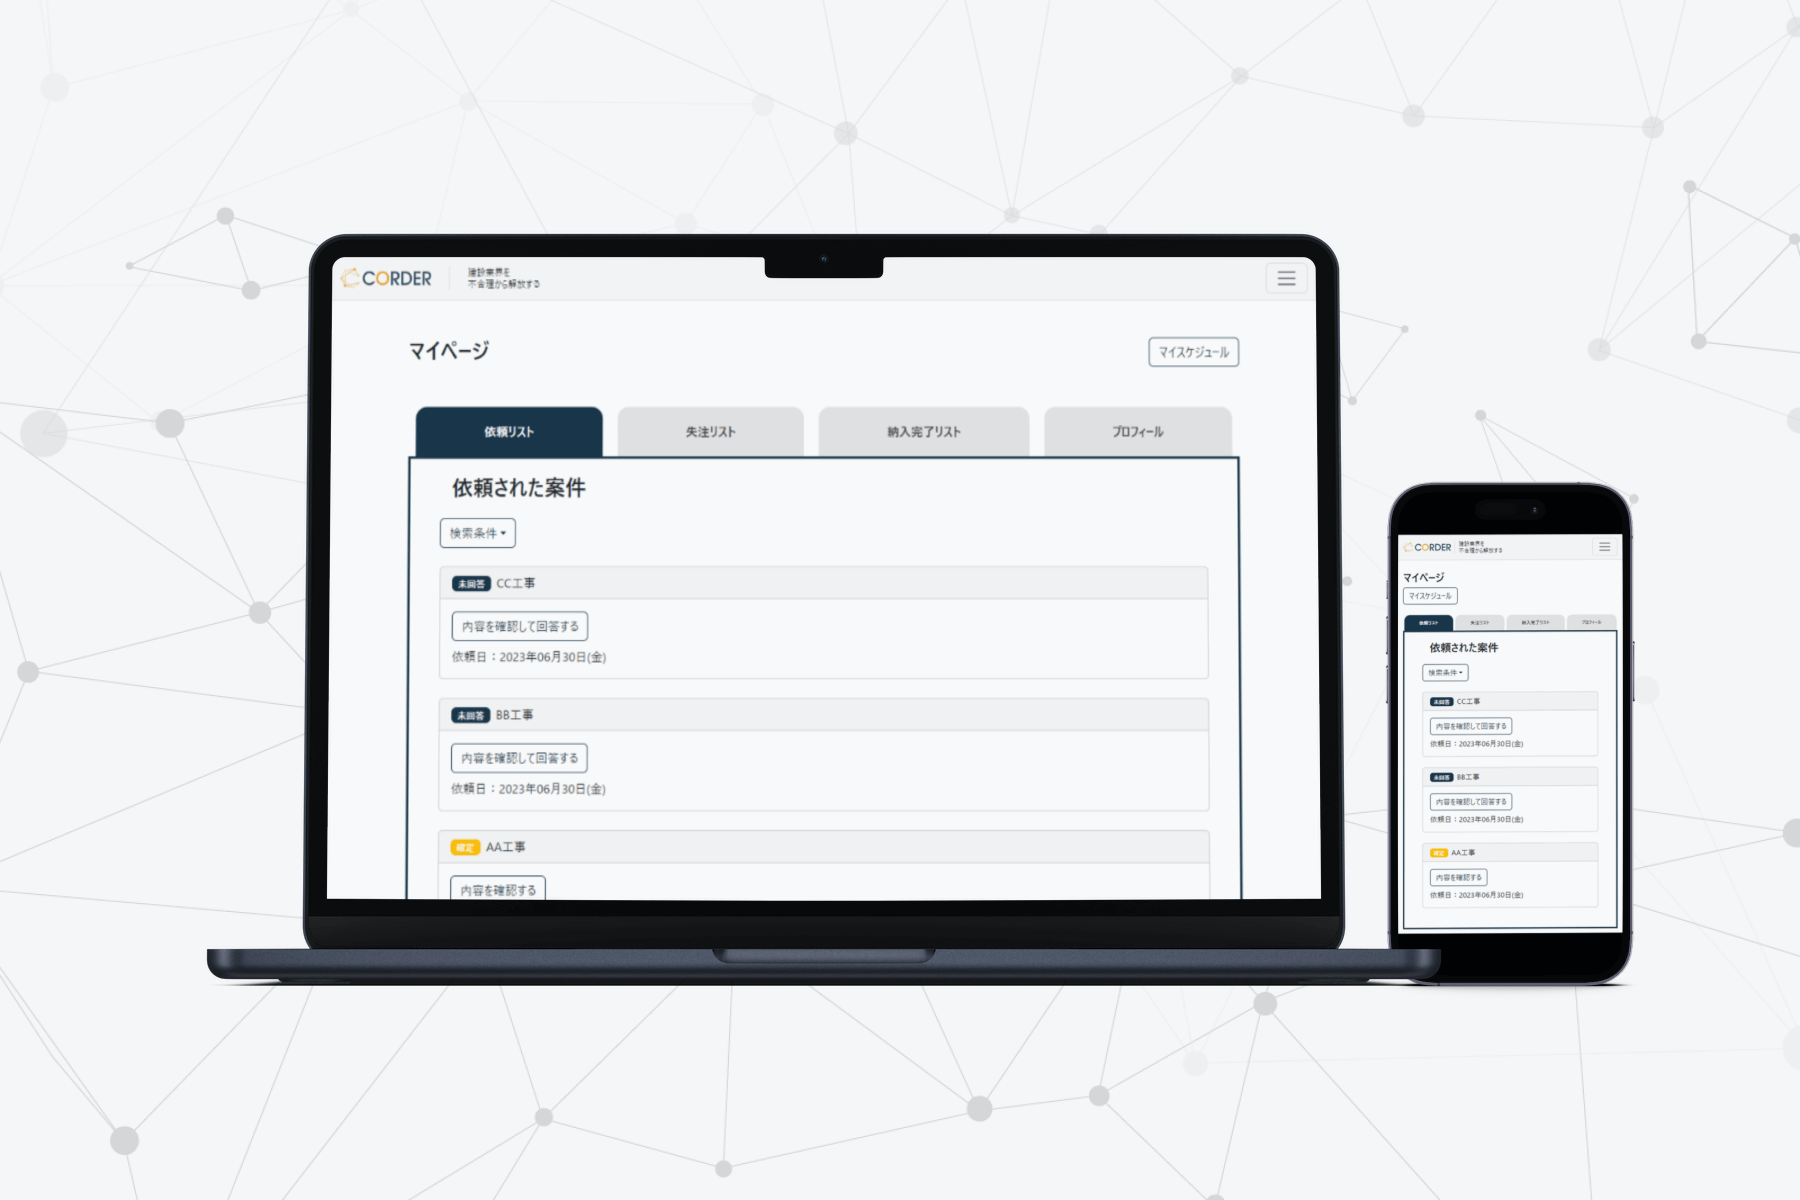 CORDER
建設業界を
不合理から解放する
マイページ
マイスケジュール
依頼リスト
失注リスト
納入完了リスト
プロフィール
依頼された案件
検索条件
未回答 CC工事
内容を確認して回答する
依頼日：2023年06月30日(金)
未回答 BB工事
内容を確認して回答する
依頼日：2023年06月30日(金)
確定 AA工事
内容を確認する
CORDER
建設業界を
不合理から解放する
マイページ
マイスケジュール
依頼リスト
失注リスト
納入完了リスト
プロフィール
依頼された案件
検索条件
未回答 CC工事
内容を確認して回答する
依頼日：2023年06月30日(金)
未回答 BB工事
内容を確認して回答する
依頼日：2023年06月30日(金)
確定 AA工事
内容を確認する
依頼日：2023年06月30日(金)